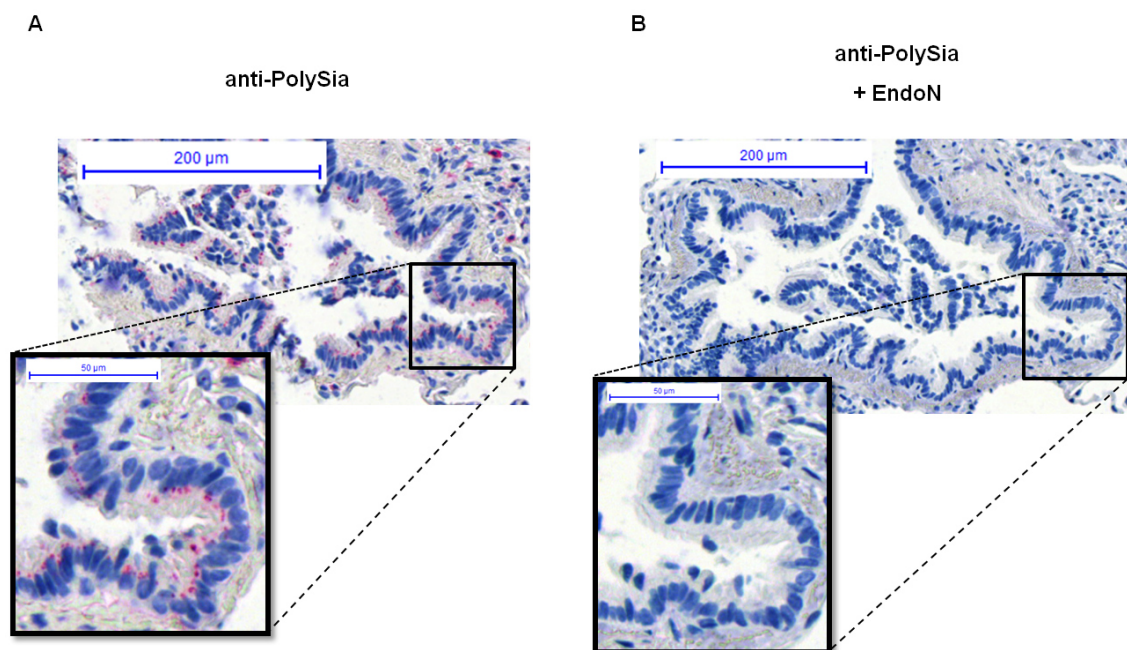 A
anti-PolySia
200 µm
50 µm
B
anti-PolySia
+ EndoN
200 µm
50 µm